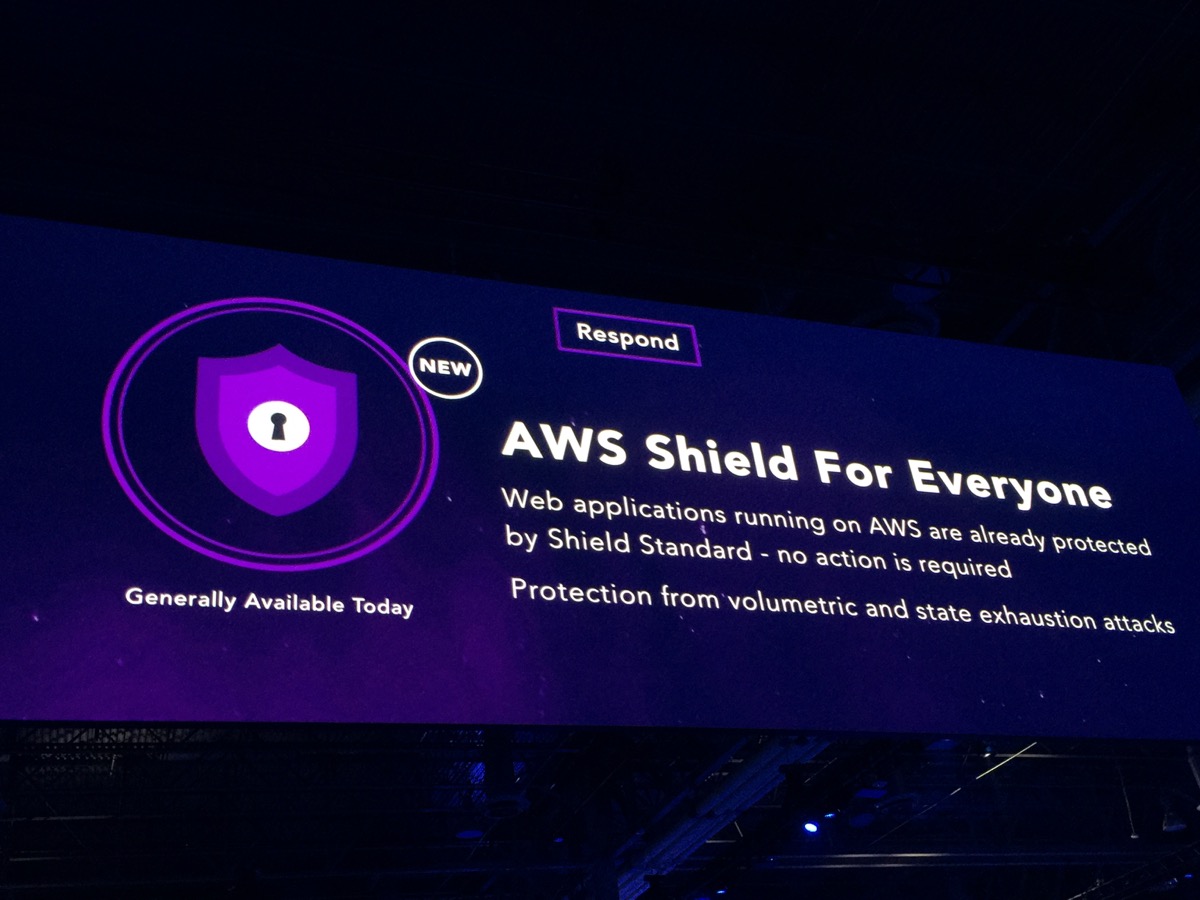 Respond
NEW
AWS Shield For Everyone
Web applications running on AWS are already protected
by Shield Standard - no action is required
Protection from volumetric and state exhaustion attacks
Generally Available Today